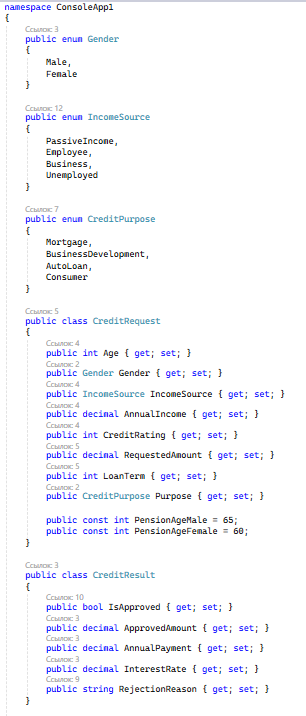 namespace ConsoleApp1
{
Ссылок: 3
public enum Gender
{
Male,
Female
}
Ссылок: 12
public enum IncomeSource
{
PassiveIncome,
Employee,
Business,
Unemployed
}
Ссылок: 7
public enum CreditPurpose
{
Mortgage,
BusinessDevelopment,
AutoLoan,
Consumer
}
Ссылок: 5
public class CreditRequest
{
Ссылок: 4
public int Age { get; set; }
Ссылок: 2
public Gender Gender { get; set; }
Ссылок: 4
public IncomeSource IncomeSource { get; set; }
Ссылок: 4
public decimal AnnualIncome { get; set; }
Ссылок: 4
public int CreditRating { get; set; }
Ссылок: 5
public decimal RequestedAmount { get; set; }
Ссылок: 5
public int LoanTerm { get; set; }
Ссылок: 2
public CreditPurpose Purpose { get; set; }
public const int PensionAgeMale = 65;
public const int PensionAgeFemale = 60;
}
Ссылок: 3
public class CreditResult
{
Ссылок: 10
public bool IsApproved { get; set; }
Ссылок: 3
public decimal ApprovedAmount { get; set; }
Ссылок: 3
public decimal AnnualPayment { get; set; }
Ссылок: 3
public decimal InterestRate { get; set; }
Ссылок: 9
public string RejectionReason { get; set; }
}